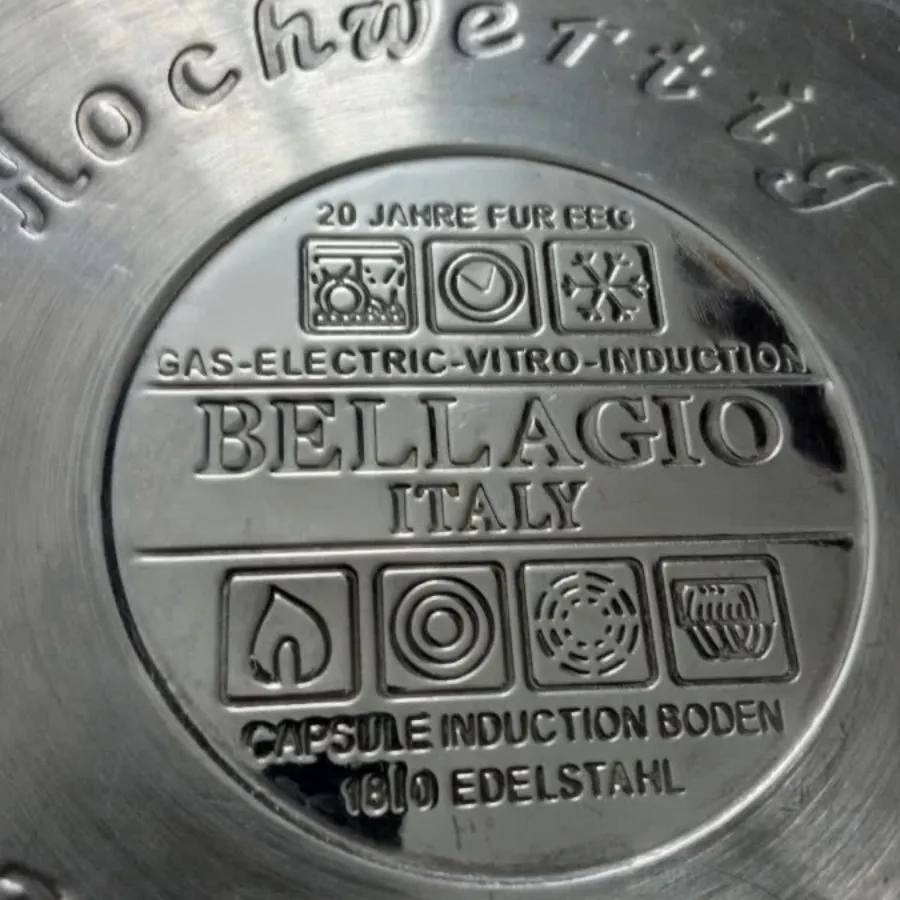 Hochwertig
20 JAHRE FUR EEG
GAS-ELECTRIC-VITRO-INDUCTION
BELLAGIO
ITALY
CAPSULE INDUCTION BODEN
18/0 EDELSTAHL